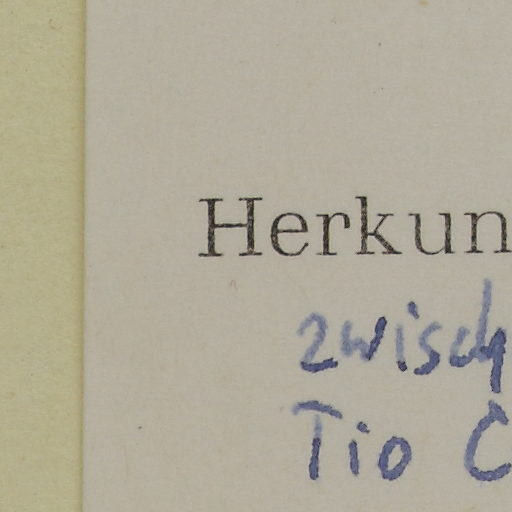 Herkun
zwisch
Tio C